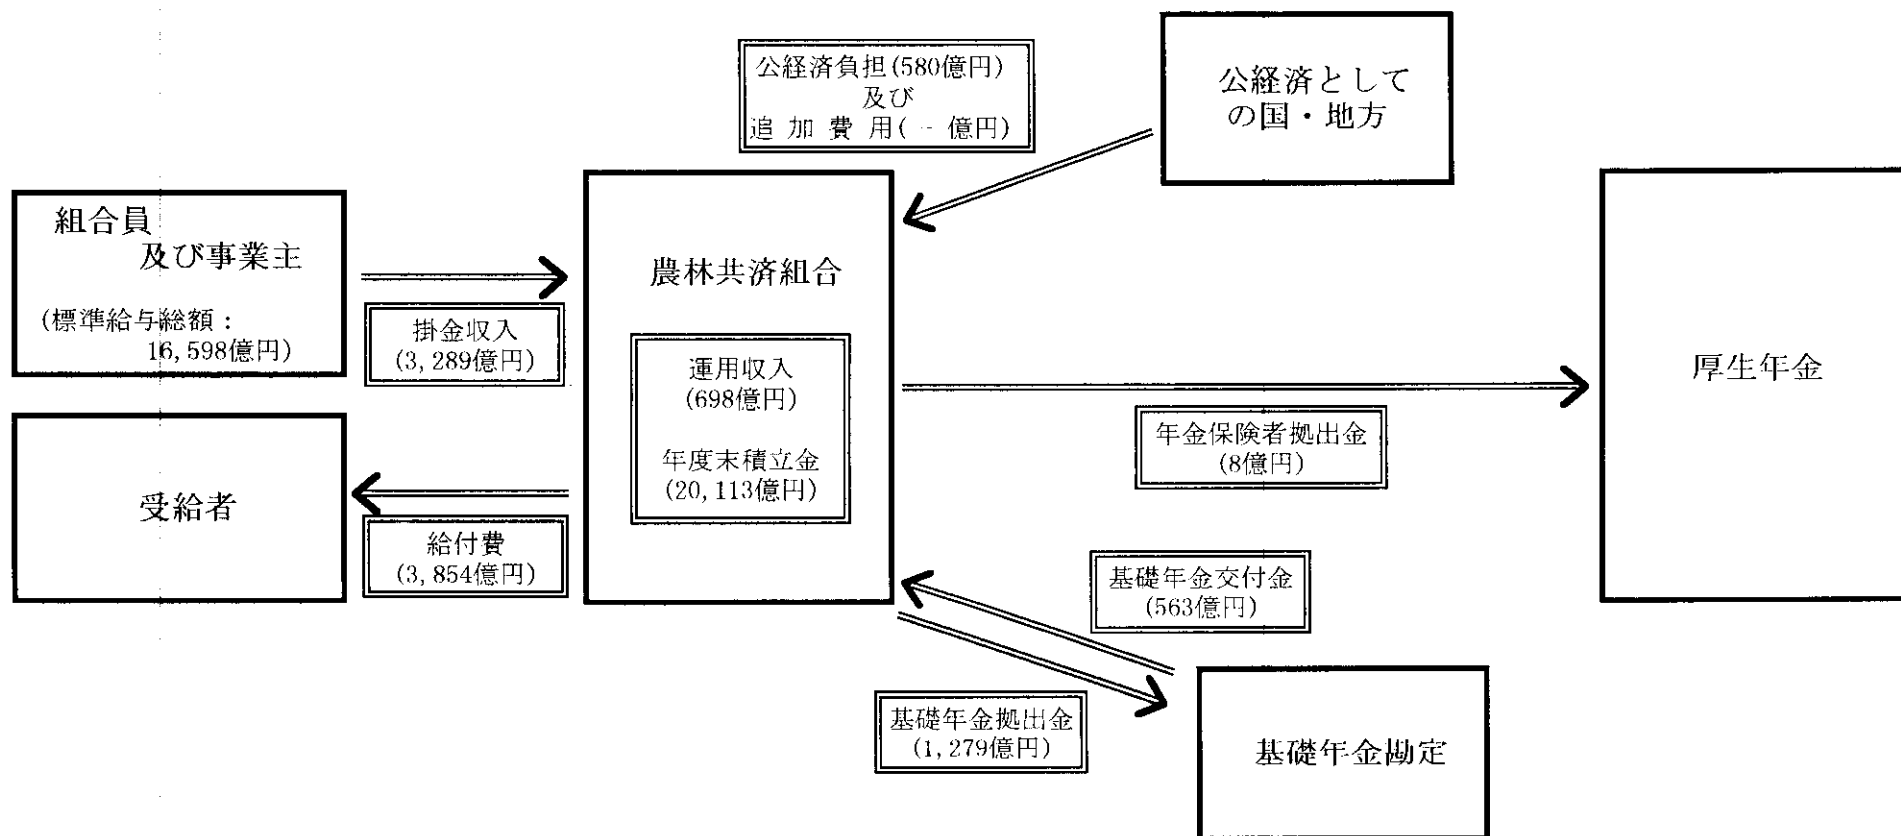 公経済負担(580億円)
及び
追 加 費 用( － 億円)
公経済として
の国・地方
組合員
及び事業主
(標準給与総額：
16,598億円)
掛金収入
(3,289億円)
農林共済組合
運用収入
(698億円)
年度末積立金
(20,113億円)
厚生年金
年金保険者拠出金
(8億円)
受給者
給付費
(3,854億円)
基礎年金交付金
(563億円)
基礎年金拠出金
(1,279億円)
基礎年金勘定